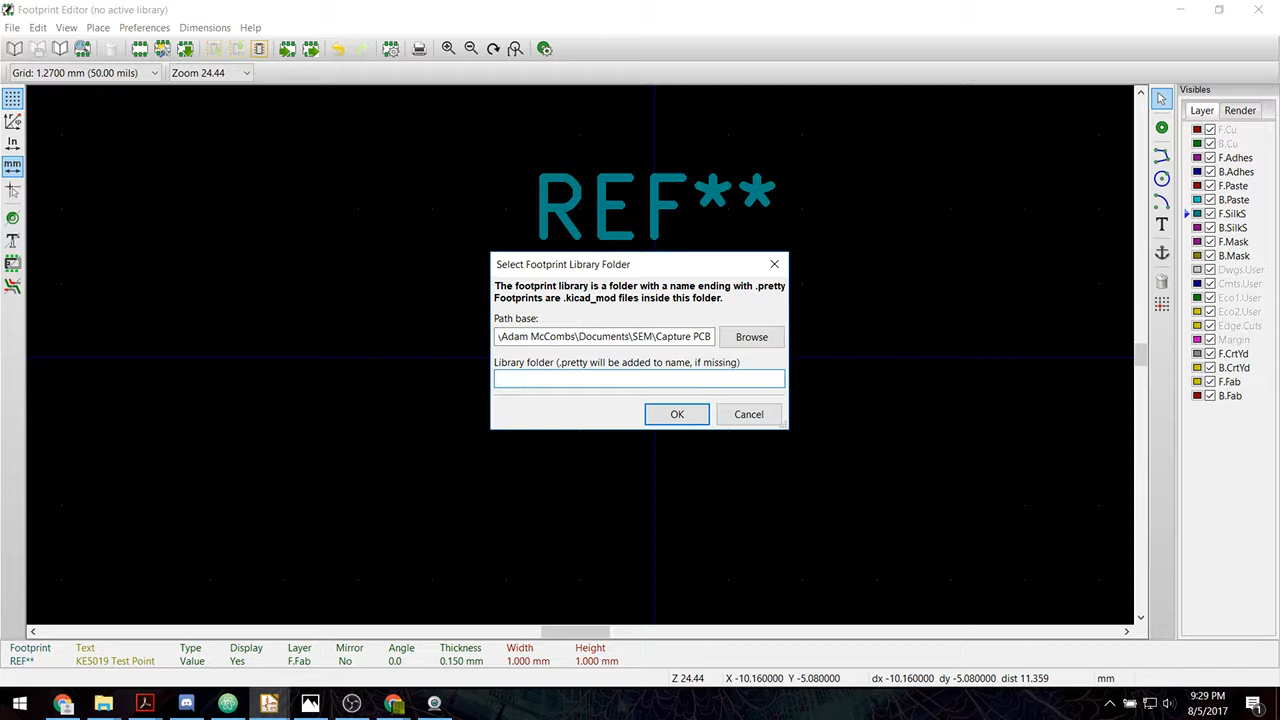 Footprint Editor (no active library)
File Edit View Place Preferences Dimensions Help
Grid: 1.2700 mm (50.00 mils) Zoom 24.44
Visibles
Layer Render
F.Cu
B.Cu
F.Adhes
B.Adhes
F.Paste
B.Paste
F.SilkS
B.SilkS
F.Mask
B.Mask
Dwgs.User
Cmts.User
Eco1.User
Eco2.User
Edge.Cuts
Margin
F.CrtYd
B.CrtYd
F.Fab
B.Fab
In
mm
REF**
Select Footprint Library Folder
The footprint library is a folder with a name ending with .pretty
Footprints are .kicad_mod files inside this folder.
Path base:
\Adam McCombs\Documents\SEM\Capture PCB Browse
Library folder (.pretty will be added to name, if missing)
OK Cancel
Footprint Text Type Display Layer Mirror Angle Thickness Width Height
REF** KE5019 Test Point Value Yes F.Fab No 0.0 0.150 mm 1.000 mm 1.000 mm
Z 24.44 X -10.160000 Y -5.080000 dx -10.160000 dy -5.080000 dist 11.359 mm
9:29 PM
8/5/2017